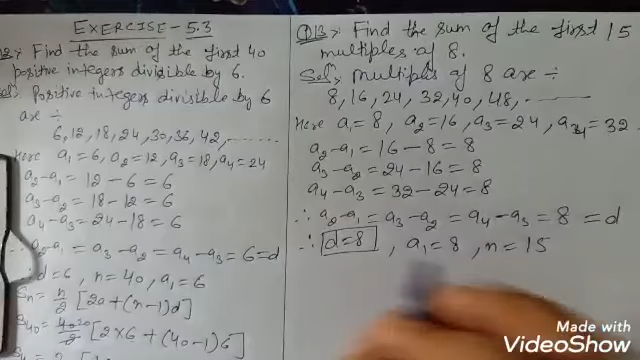 EXERCISE - 5.3
Find the sum of the first 40
positive integers divisible by 6.
Sol: Positive integers divisible by 6
are ÷
6, 12, 18, 24, 30, 36, 42, ........
Here a₁ = 6, a₂ = 12, a₃ = 18, a₄ = 24
a₂-a₁ = 12 - 6 = 6
a₃-a₂ = 18 - 12 = 6
a₄-a₃ = 24 - 18 = 6
∴ a₂-a₁ = a₃-a₂ = a₄-a₃ = 6 = d
∴ d = 6, n = 40, a₁ = 6
Sn = n/2 [2a + (n-1)d]
S₄₀ = 40/2 20 [2×6 + (40-1)6]
Q13 Find the sum of the first 15
multiples of 8.
Sol: multiples of 8 are ÷
8, 16, 24, 32, 40, 48, ........
Here a₁ = 8, a₂ = 16, a₃ = 24, a₄ = 32
a₂-a₁ = 16 - 8 = 8
a₃-a₂ = 24 - 16 = 8
a₄-a₃ = 32 - 24 = 8
∴ a₂-a₁ = a₃-a₂ = a₄-a₃ = 8 = d
∴ d = 8, a₁ = 8, n = 15
Made with
VideoShow